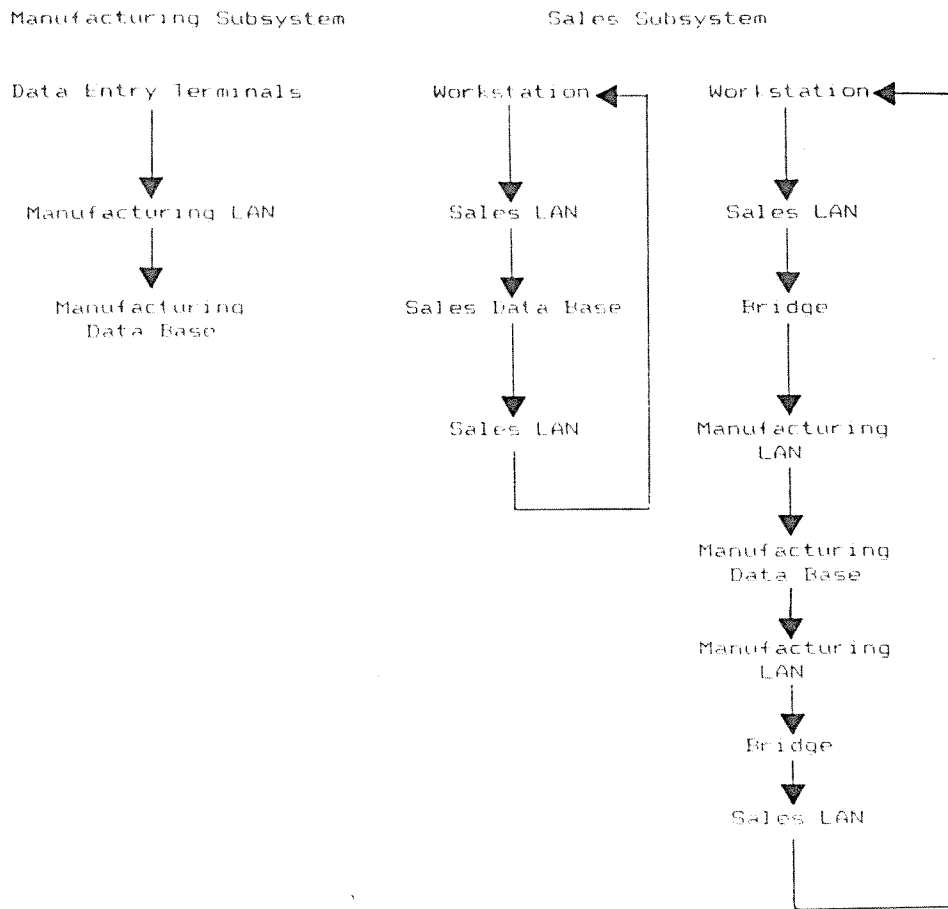 Manufacturing Subsystem
Sales Subsystem
Data Entry Terminals
Manufacturing LAN
Manufacturing
Data Base
Workstation
Sales LAN
Sales Data Base
Sales LAN
Workstation
Sales LAN
Bridge
Manufacturing
LAN
Manufacturing
Data Base
Manufacturing
LAN
Bridge
Sales LAN